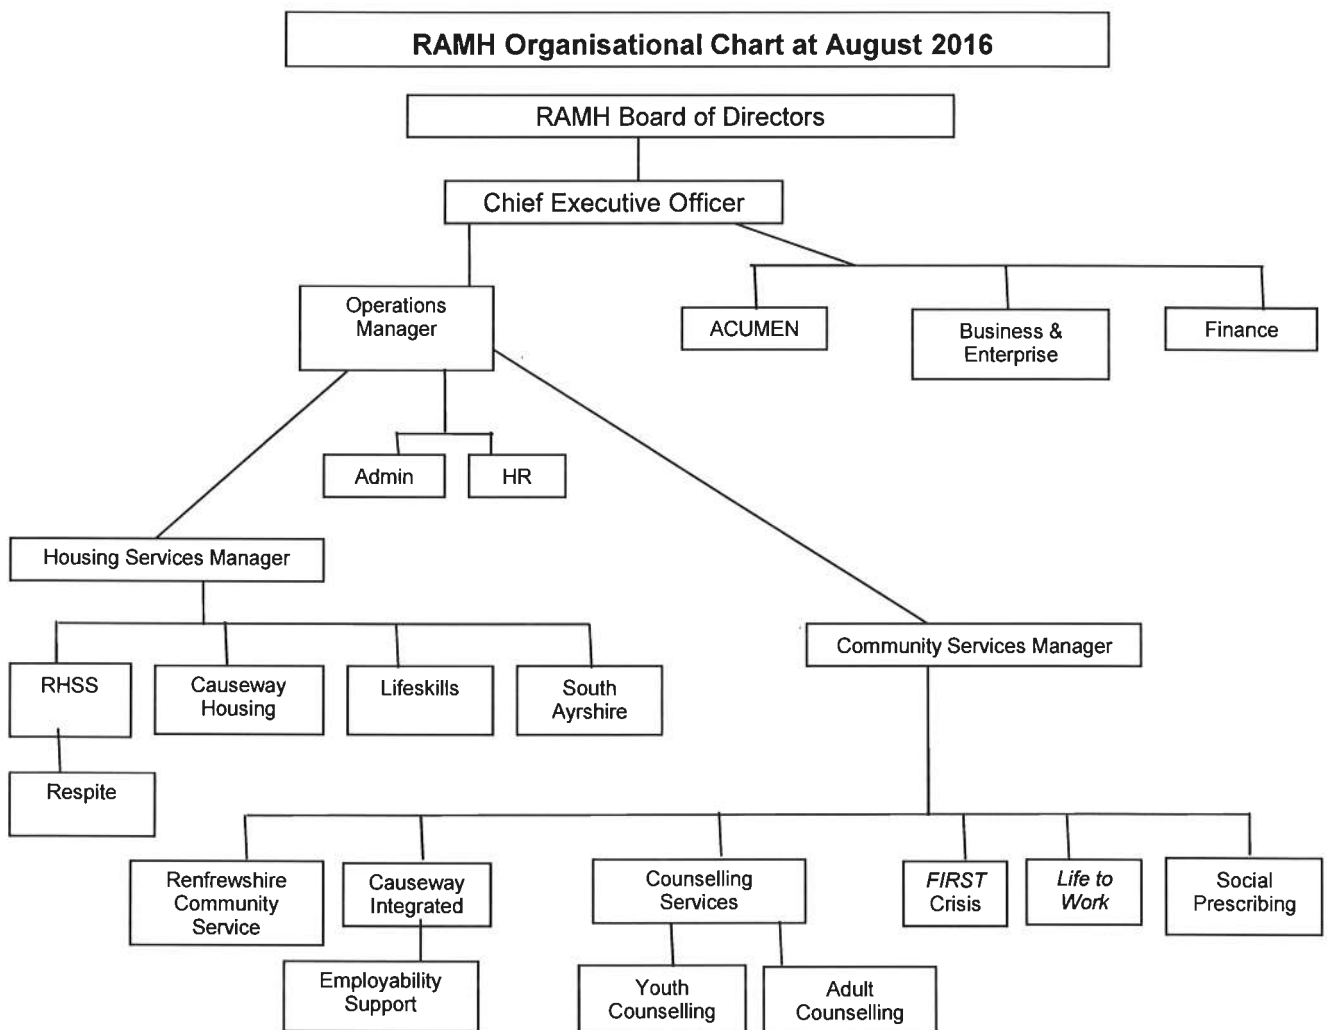 RAMH Organisational Chart at August 2016
RAMH Board of Directors
Chief Executive Officer
Operations
Manager
ACUMEN
Business &
Enterprise
Finance
Admin
HR
Housing Services Manager
Community Services Manager
RHSS
Causeway
Housing
Lifeskills
South
Ayrshire
Respite
Renfrewshire
Community
Service
Causeway
Integrated
Counselling
Services
FIRST
Crisis
Life to
Work
Social
Prescribing
Employability
Support
Youth
Counselling
Adult
Counselling